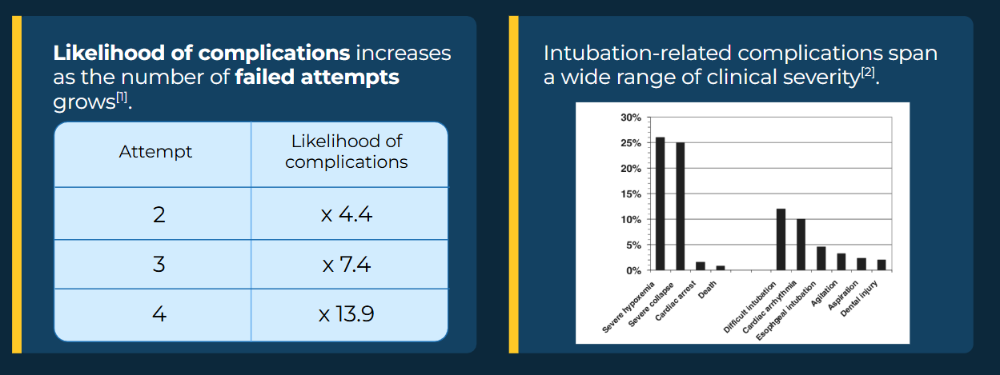 Likelihood of complications increases
as the number of failed attempts
grows[1].
Attempt
Likelihood of
complications
2
x 4.4
3
x 7.4
4
x 13.9
Intubation-related complications span
a wide range of clinical severity[2].
30%
25%
20%
15%
10%
5%
0%
Severe hypoxemia
Severe collapse
Cardiac arrest
Death
Difficult intubation
Cardiac arrhythmia
Esophgeal intubation
Agitation
Aspiration
Dental injury